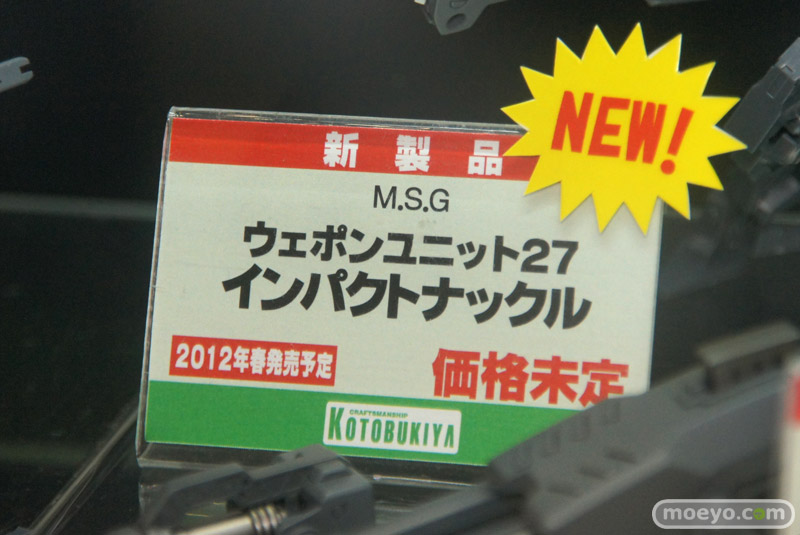 NEW!
新製品
M.S.G
ウェポンユニット27
インパクトナックル
2012年春発売予定
価格未定
CRAFTSMANSHIP
KOTOBUKIYA
moeyo.com